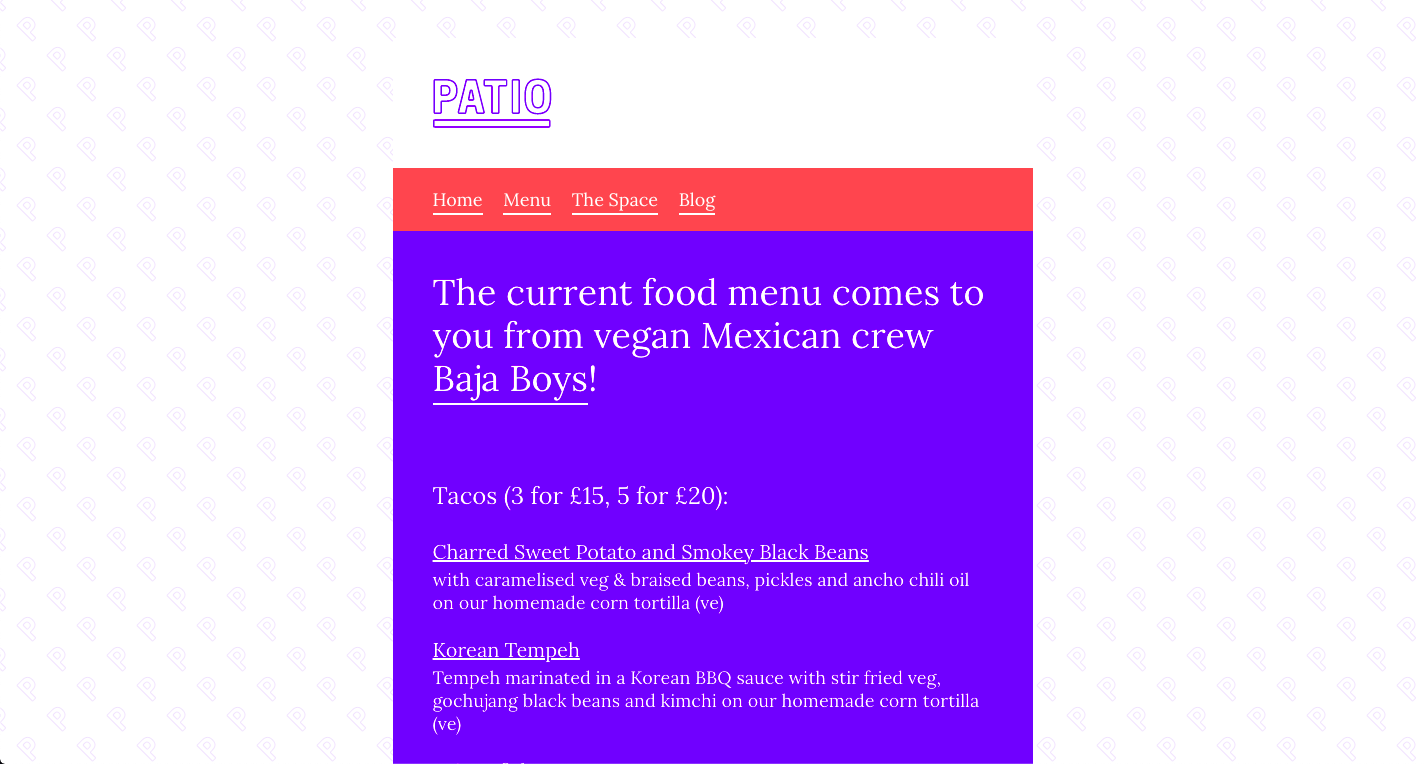 PATIO
Home Menu The Space Blog
The current food menu comes to
you from vegan Mexican crew
Baja Boys!
Tacos (3 for £15, 5 for £20):
Charred Sweet Potato and Smokey Black Beans
with caramelised veg & braised beans, pickles and ancho chili oil
on our homemade corn tortilla (ve)
Korean Tempeh
Tempeh marinated in a Korean BBQ sauce with stir fried veg,
gochujang black beans and kimchi on our homemade corn tortilla
(ve)